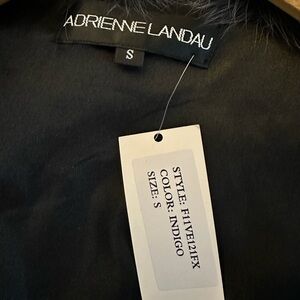 ADRIENNE LANDAU
S
STYLE: F11VE121FX
COLOR: INDIGO
SIZE: S